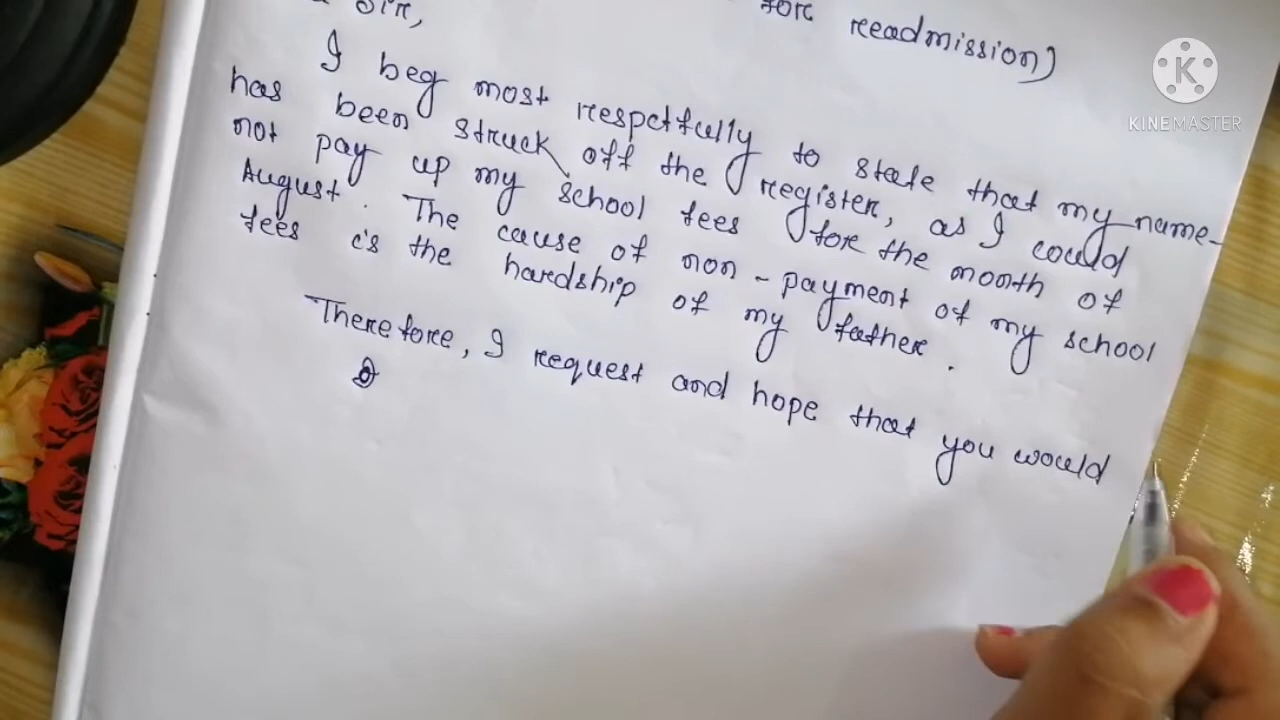 for readmission)
Sir,
I beg most respctfully to state that my name
has been struck off the register, as I could
not pay up my school fees for the month of
August. The cause of non-payment of my school
fees is the hardship of my father.
Therefore, I request and hope that you would
KINEMASTER